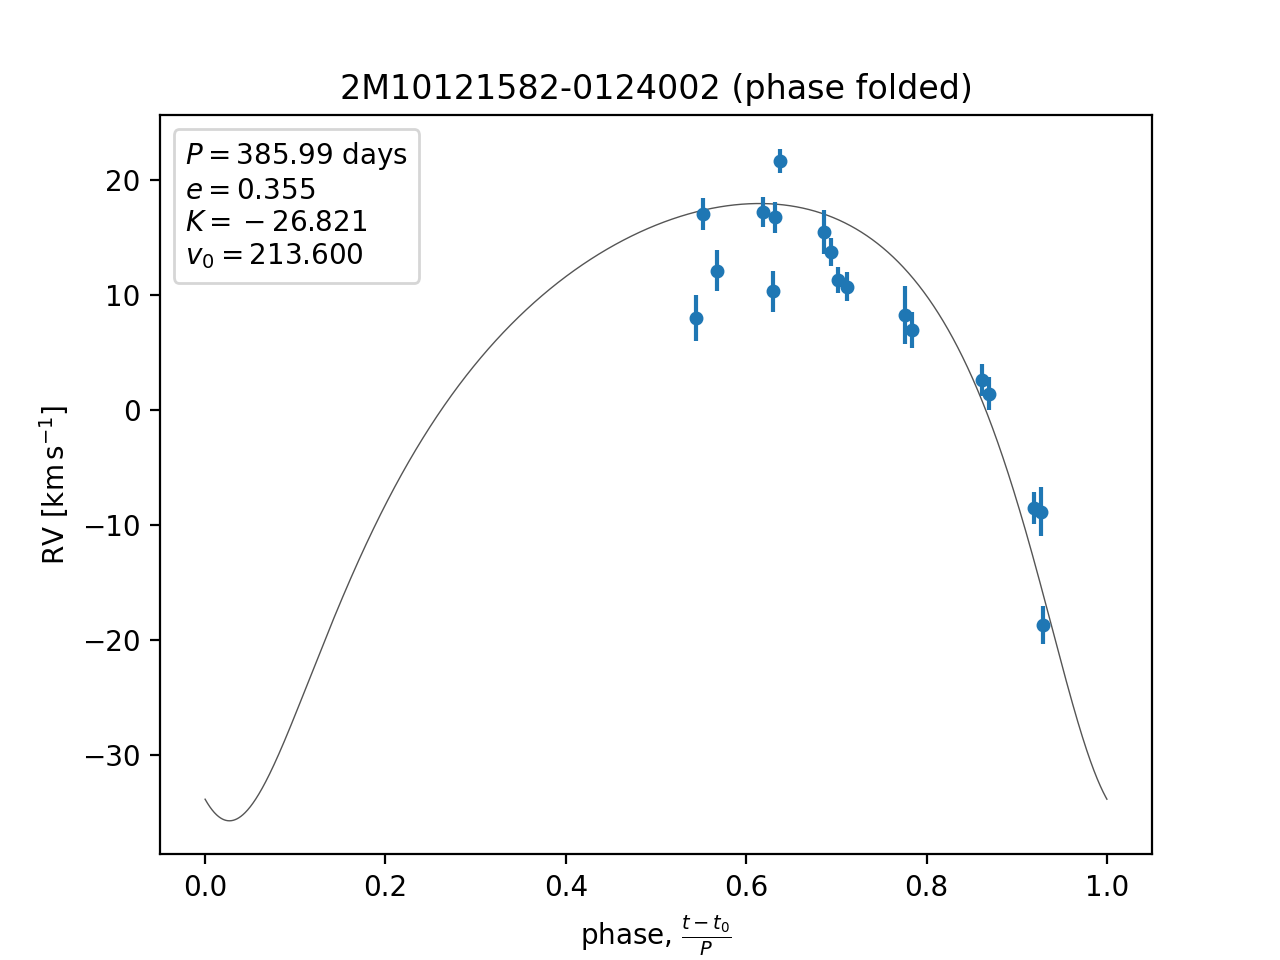 2M10121582-0124002 (phase folded)
P = 385.99 days
e = 0.355
K = −26.821
v₀ = 213.600
20
10
0
−10
−20
−30
RV [km s⁻¹]
0.0 0.2 0.4 0.6 0.8 1.0
phase, (t − t₀)/P